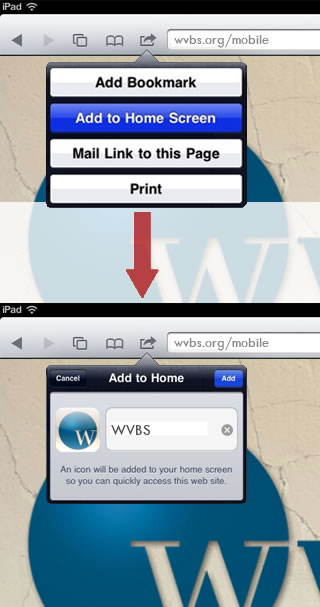 iPad
wvbs.org/mobile
Add Bookmark
Add to Home Screen
Mail Link to this Page
Print
WV
iPad
wvbs.org/mobile
Cancel Add to Home Add
W WVBS
An icon will be added to your home screen
so you can quickly access this web site.
WVB